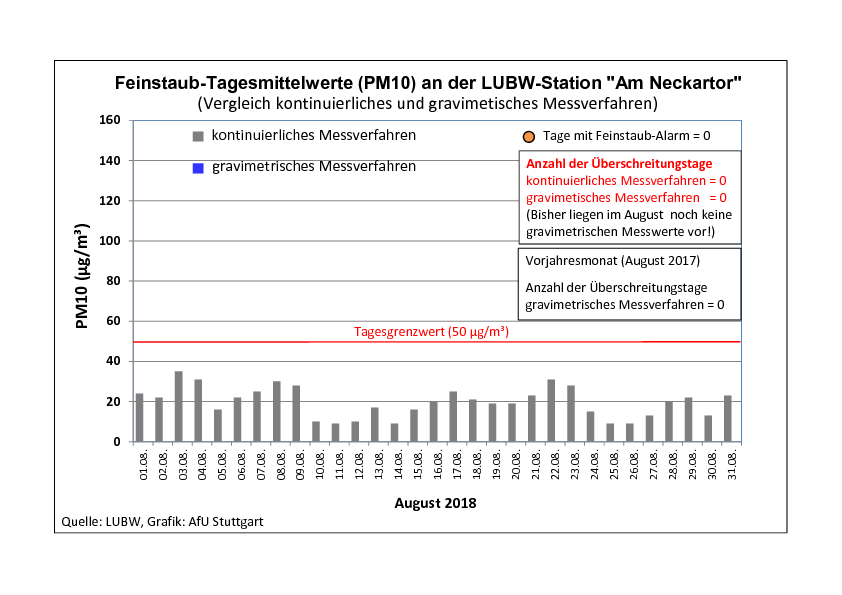 Feinstaub-Tagesmittelwerte (PM10) an der LUBW-Station "Am Neckartor"
(Vergleich kontinuierliches und gravimetisches Messverfahren)
160
140
120
100
80
60
40
20
0
PM10 (µg/m³)
kontinuierliches Messverfahren
gravimetrisches Messverfahren
Tage mit Feinstaub-Alarm = 0
Anzahl der Überschreitungstage
kontinuierliches Messverfahren = 0
gravimetisches Messverfahren = 0
(Bisher liegen im August noch keine
gravimetrischen Messwerte vor!)
Vorjahresmonat (August 2017)
Anzahl der Überschreitungstage
gravimetrisches Messverfahren = 0
Tagesgrenzwert (50 µg/m³)
01.08. 02.08. 03.08. 04.08. 05.08. 06.08. 07.08. 08.08. 09.08. 10.08. 11.08. 12.08. 13.08. 14.08. 15.08. 16.08. 17.08. 18.08. 19.08. 20.08. 21.08. 22.08. 23.08. 24.08. 25.08. 26.08. 27.08. 28.08. 29.08. 30.08. 31.08.
August 2018
Quelle: LUBW, Grafik: AfU Stuttgart